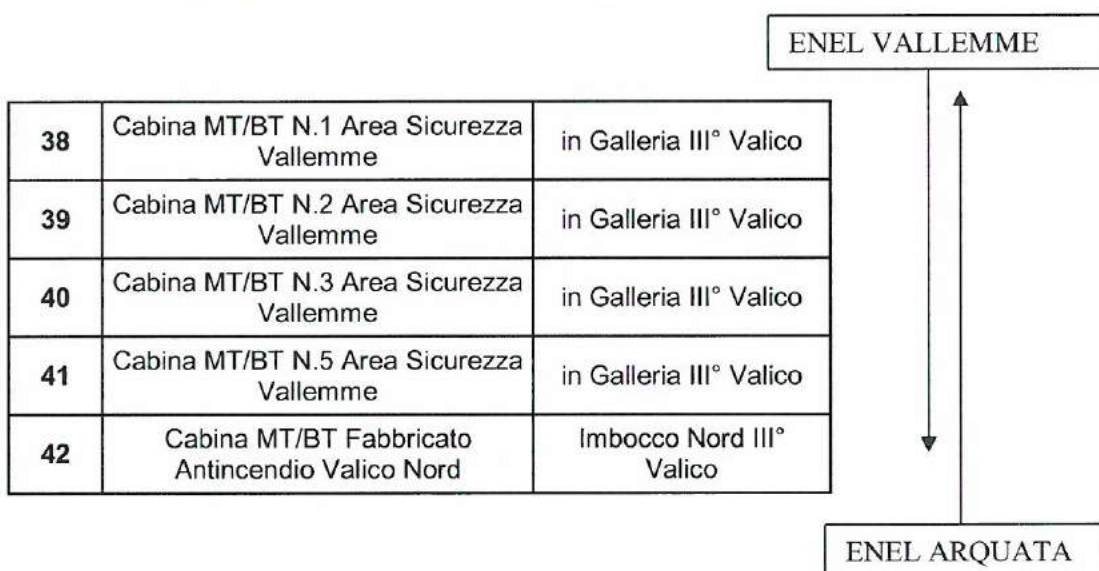 ENEL VALLEMME
38
Cabina MT/BT N.1 Area Sicurezza
Vallemme
in Galleria III° Valico
39
Cabina MT/BT N.2 Area Sicurezza
Vallemme
in Galleria III° Valico
40
Cabina MT/BT N.3 Area Sicurezza
Vallemme
in Galleria III° Valico
41
Cabina MT/BT N.5 Area Sicurezza
Vallemme
in Galleria III° Valico
42
Cabina MT/BT Fabbricato
Antincendio Valico Nord
Imbocco Nord III°
Valico
ENEL ARQUATA